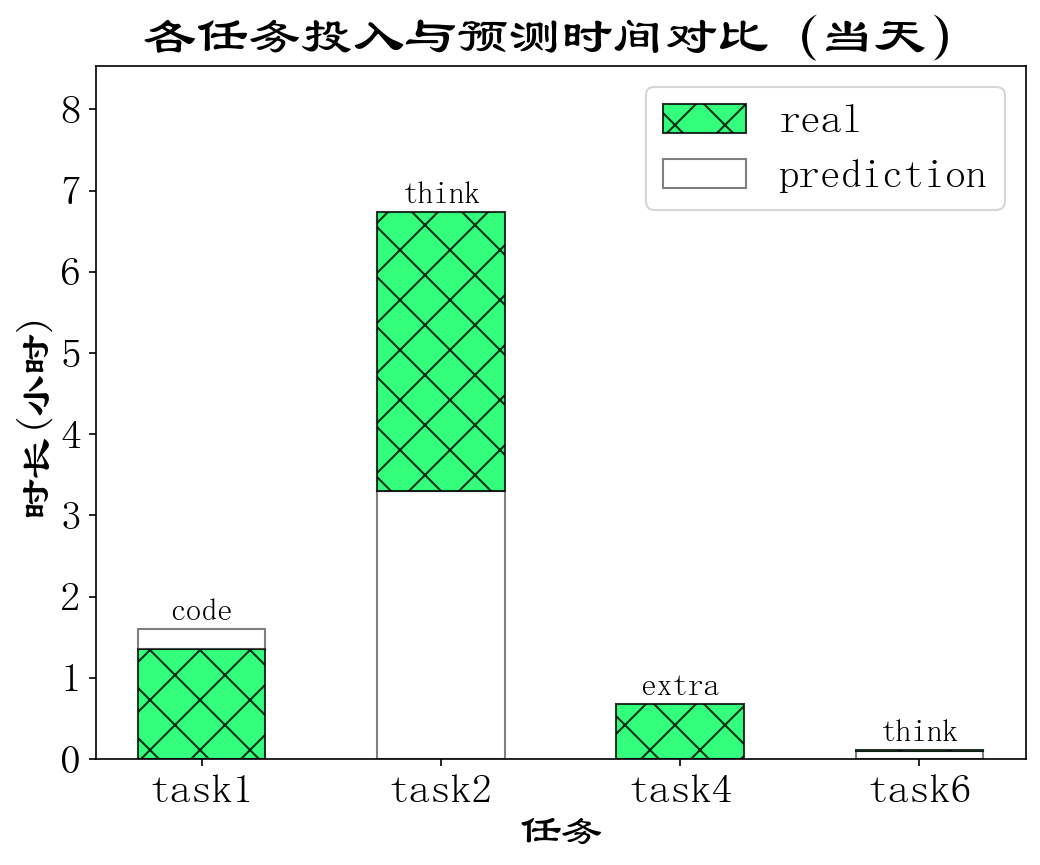 各任务投入与预测时间对比 (当天)
real
prediction
时长(小时)
8
7
6
5
4
3
2
1
0
code
think
extra
think
task1 task2 task4 task6
任务